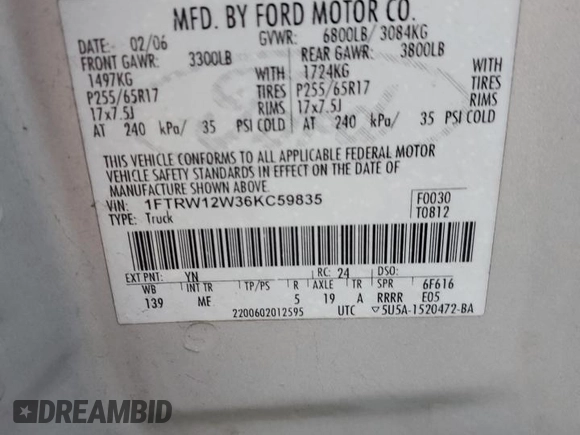 MFD. BY FORD MOTOR CO.
DATE: 02/06 GVWR: 6800LB/ 3084KG
FRONT GAWR: 3300LB REAR GAWR: 3800LB
1497KG WITH 1724KG WITH
P255/65R17 TIRES P255/65R17 TIRES
17x7.5J RIMS 17x7.5J RIMS
AT 240 kPa/ 35 PSI COLD AT 240 kPa/ 35 PSI COLD
THIS VEHICLE CONFORMS TO ALL APPLICABLE FEDERAL MOTOR
VEHICLE SAFETY STANDARDS IN EFFECT ON THE DATE OF
MANUFACTURE SHOWN ABOVE.
VIN: 1FTRW12W36KC59835 F0030
TYPE: Truck T0812
EXT PNT: YN RC: 24 DSO:
WB INT TR TP/PS R AXLE TR SPR 6F616
139 ME 5 19 A RRRR E05
2200602012595 UTC ▽5U5A-1520472-BA
DREAMBID